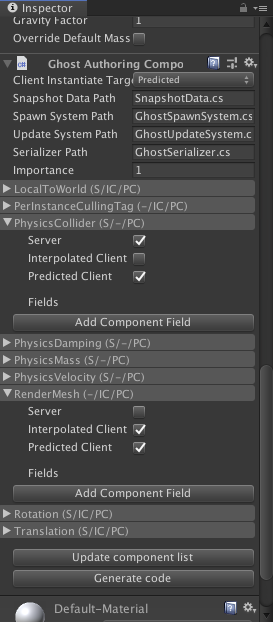 Inspector
Gravity Factor 1
Override Default Mass
Ghost Authoring Compo
Client Instantiate Targe Predicted
Snapshot Data Path SnapshotData.cs
Spawn System Path GhostSpawnSystem.cs
Update System Path GhostUpdateSystem.c
Serializer Path GhostSerializer.cs
Importance 1
LocalToWorld (S/IC/PC)
PerInstanceCullingTag (-/IC/PC)
PhysicsCollider (S/-/PC)
Server
Interpolated Client
Predicted Client
Fields
Add Component Field
PhysicsDamping (S/-/PC)
PhysicsMass (S/-/PC)
PhysicsVelocity (S/-/PC)
RenderMesh (-/IC/PC)
Server
Interpolated Client
Predicted Client
Fields
Add Component Field
Rotation (S/IC/PC)
Translation (S/IC/PC)
Update component list
Generate code
Default-Material